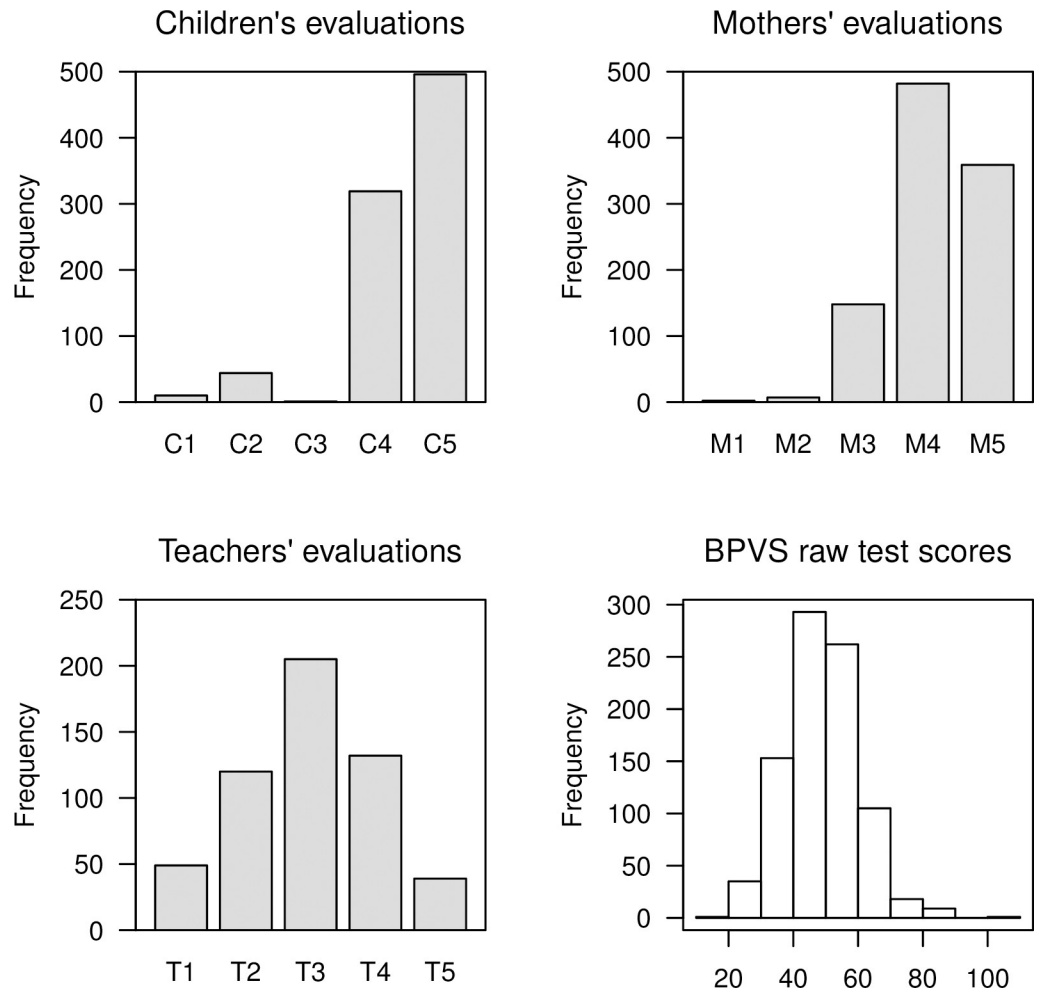 Children's evaluations
Frequency
500
400
300
200
100
0
C1 C2 C3 C4 C5
Mothers' evaluations
Frequency
500
400
300
200
100
0
M1 M2 M3 M4 M5
Teachers' evaluations
Frequency
250
200
150
100
50
0
T1 T2 T3 T4 T5
BPVS raw test scores
Frequency
300
250
200
150
100
50
0
20 40 60 80 100